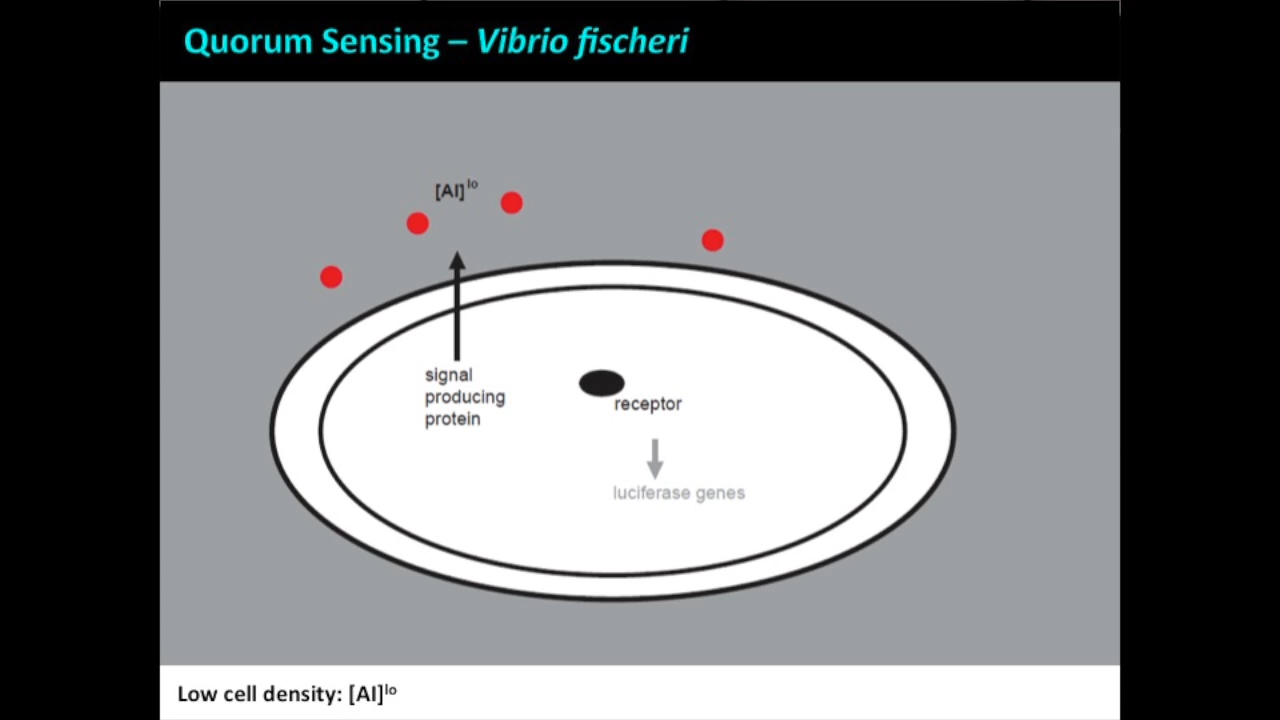 Quorum Sensing – Vibrio fischeri
[AI]ˡᵒ
signal
producing
protein
receptor
luciferase genes
Low cell density: [AI]ˡᵒ